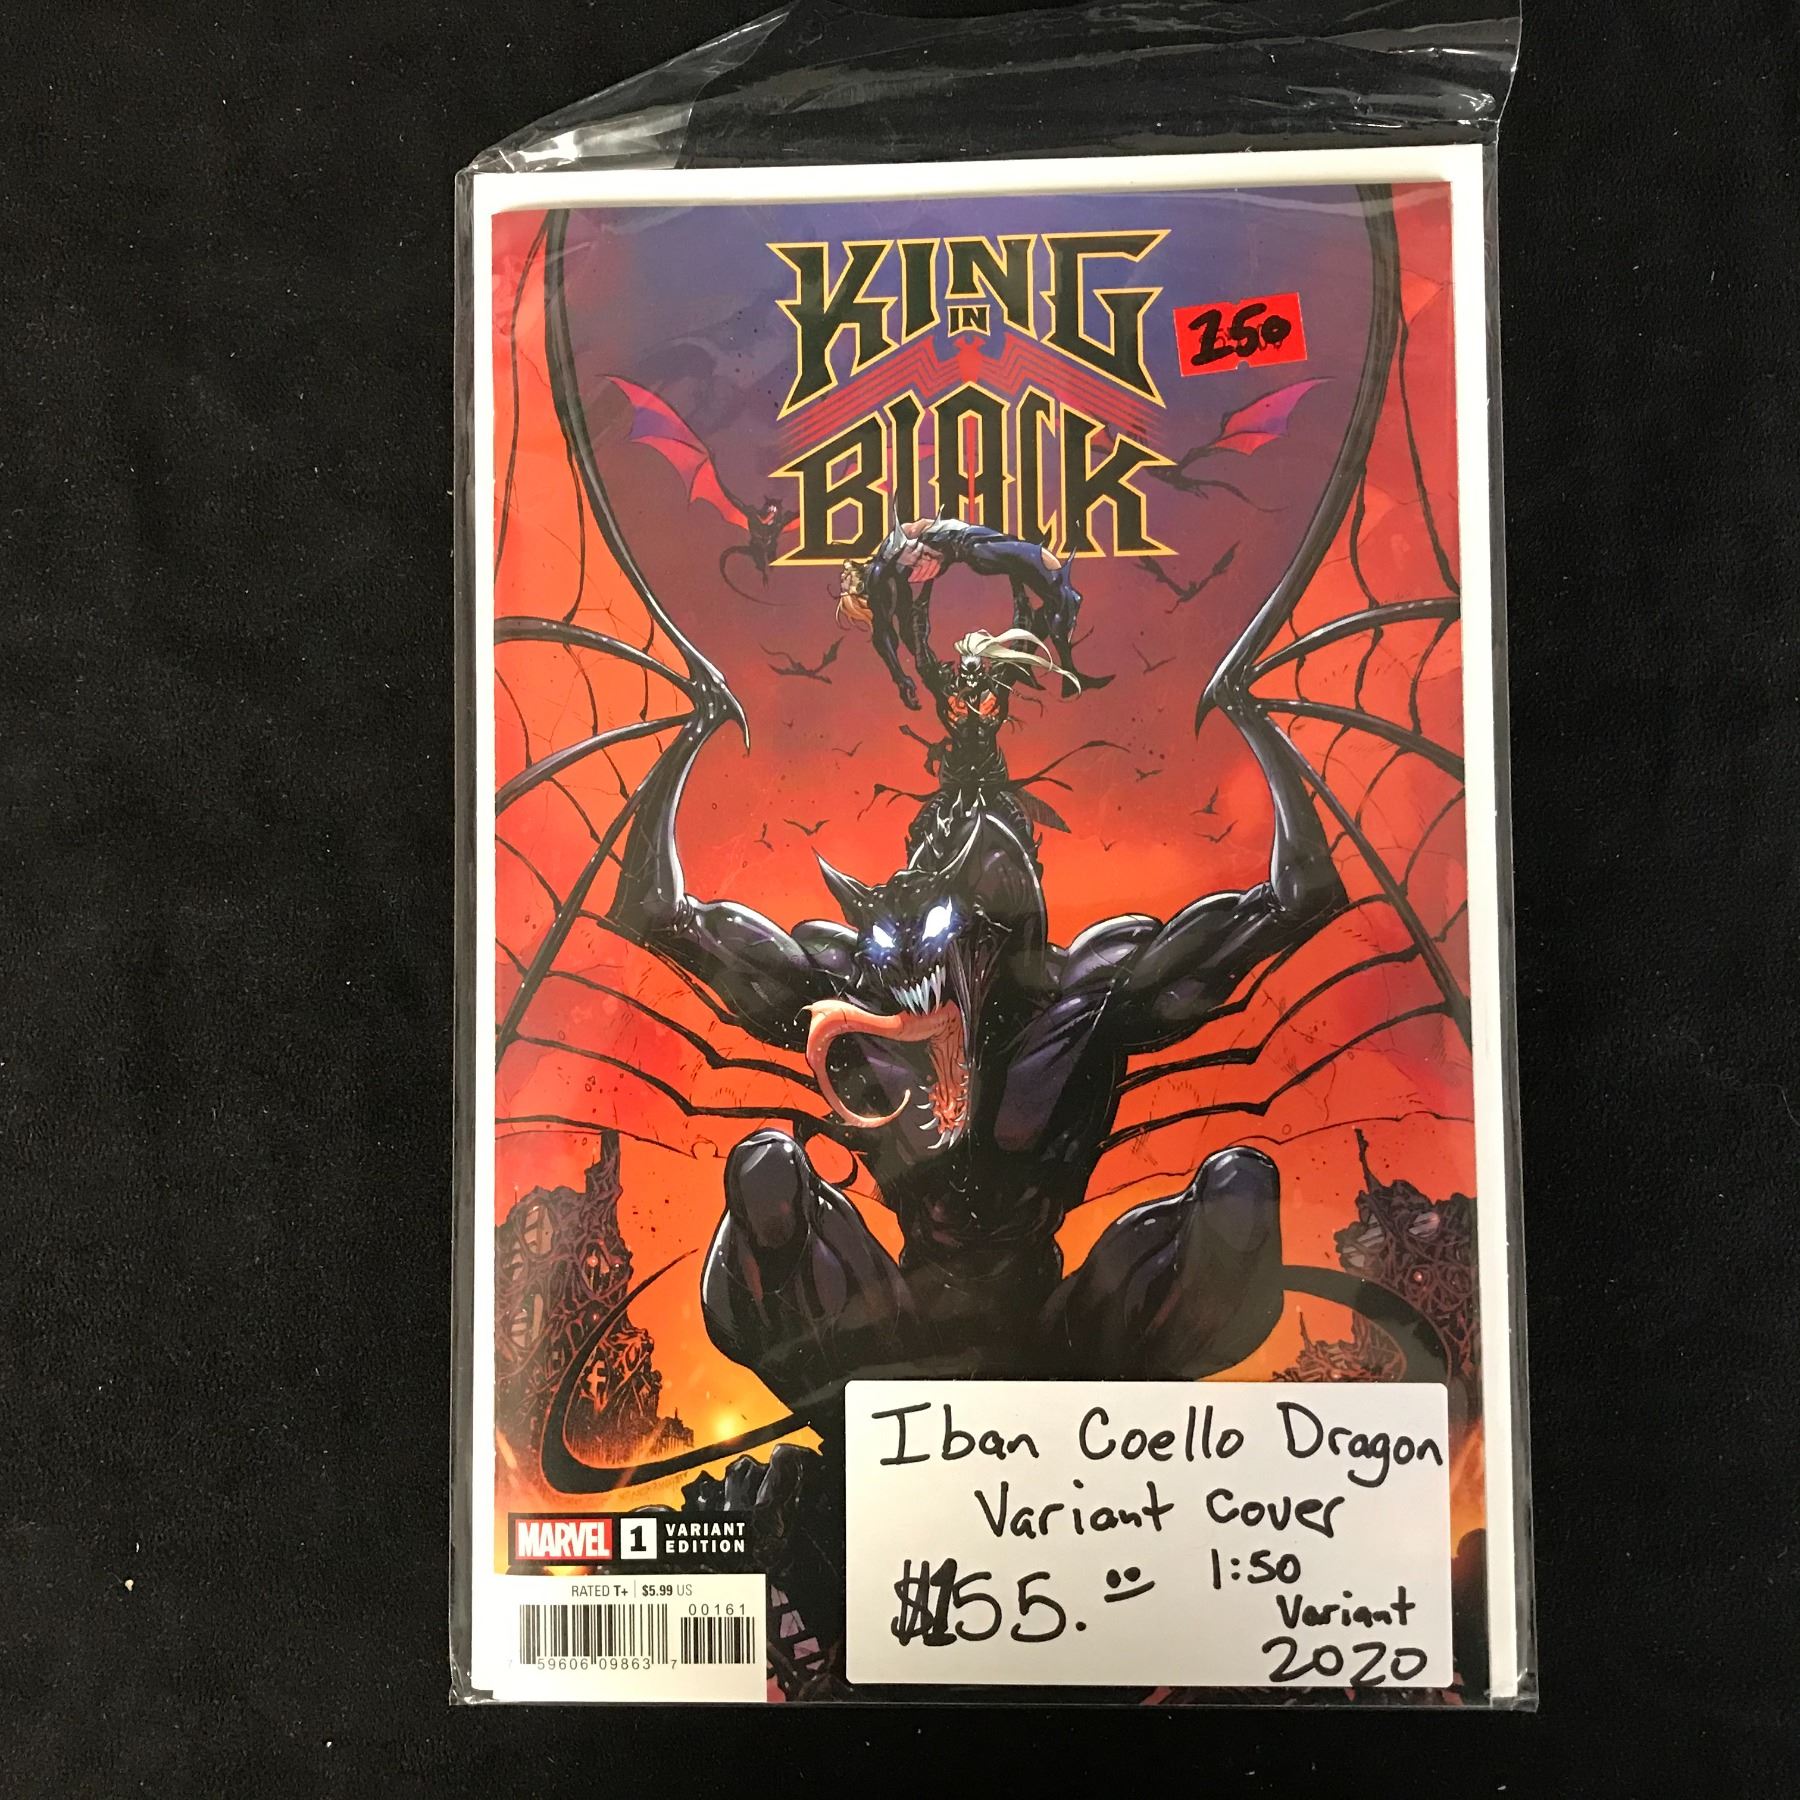 KING
IN
BLACK
250
MARVEL 1 VARIANT
EDITION
RATED T+ $5.99 US
00161
7 59606 09863 7
Iban Coello Dragon
Variant Cover
$155.00 1:50
Variant
2020